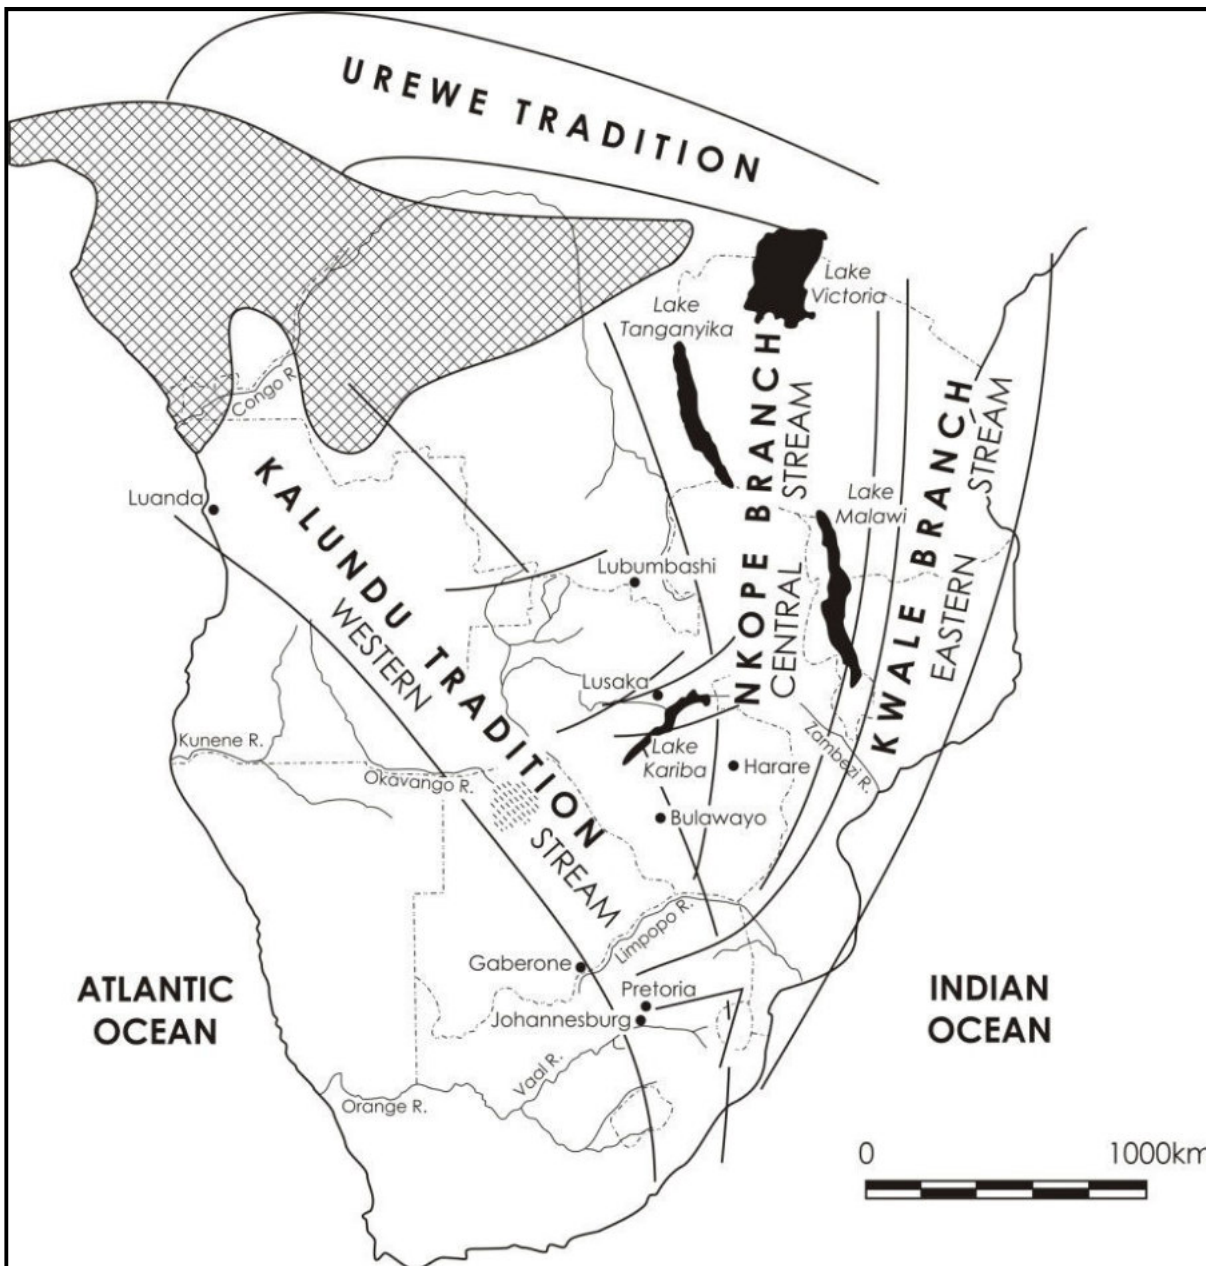 UREWE TRADITION
Lake
Victoria
Lake
Tanganyika
Congo R.
KALUNDU TRADITION
WESTERN
STREAM
NKOPE BRANCH
CENTRAL
STREAM
KWALE BRANCH
EASTERN
STREAM
Luanda
Lake
Malawi
Lubumbashi
Lusaka
Kunene R.
Okavango R.
Lake
Kariba
Harare
Zambezi R.
Bulawayo
Limpopo R.
Gaberone
Pretoria
Johannesburg
Vaal R.
Orange R.
ATLANTIC
OCEAN
INDIAN
OCEAN
0
1000km